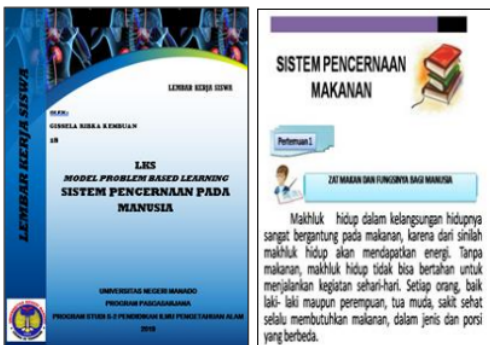 LEMBAR KERJA SISWA
LEMBAR KERJA SISWA
OLEH:
GISSELA RISKA KEMBUAN
LKS
MODEL PROBLEM BASED LEARNING
SISTEM PENCERNAAN PADA
MANUSIA
UNIVERSITAS NEGERI MANADO
PROGRAM PASCASARJANA
PROGRAM STUDI S-2 PENDIDIKAN ILMU PENGETAHUAN ALAM
SISTEM PENCERNAAN
MAKANAN
Pertemuan 1
ZAT MAKAN DAN FUNGSINYA BAGI MANUSIA
Makhluk hidup dalam kelangsungan hidupnya
sangat bergantung pada makanan, karena dari sinilah
makhluk hidup akan mendapatkan energi. Tanpa
makanan, makhluk hidup tidak bisa bertahan untuk
menjalankan kegiatan sehari-hari. Setiap orang, baik
laki- laki maupun perempuan, tua muda, sakit sehat
selalu membutuhkan makanan, dalam jenis dan porsi
yang berbeda.